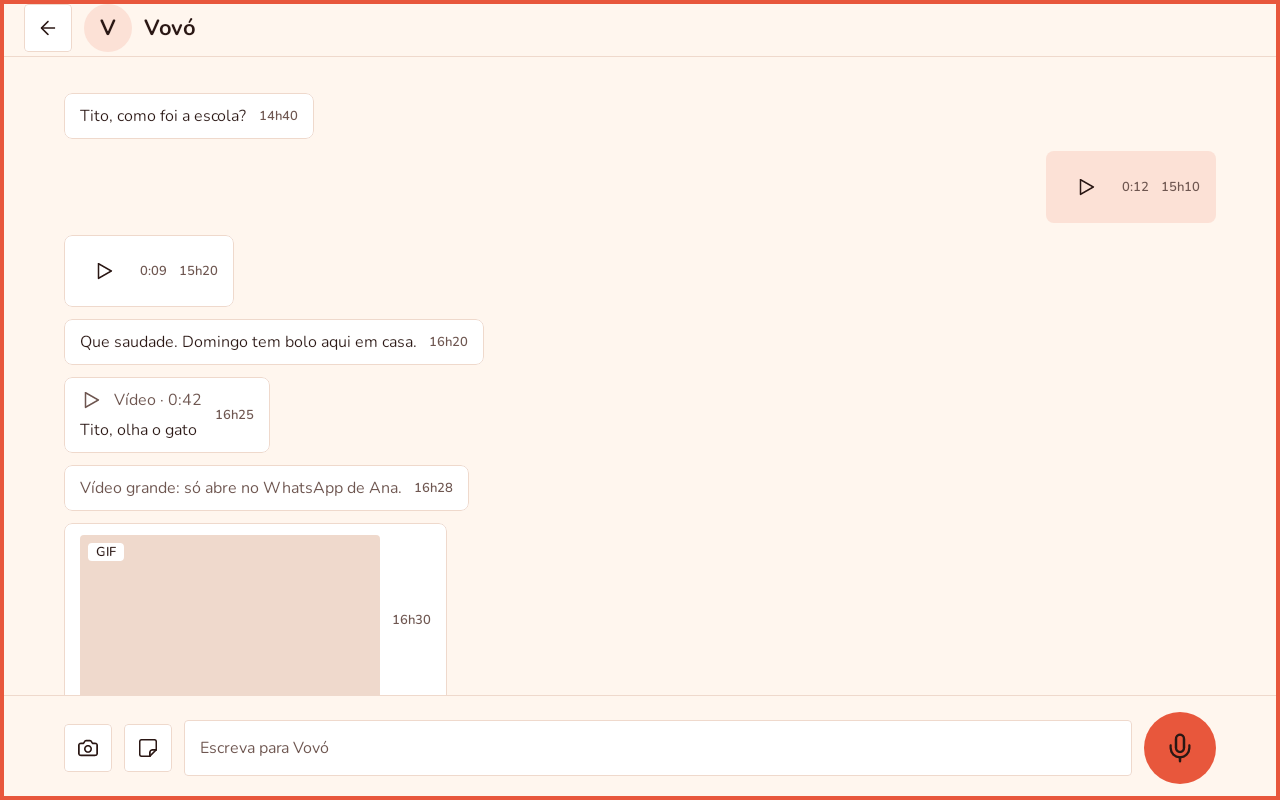 V Vovó
Tito, como foi a escola? 14h40
0:12 15h10
0:09 15h20
Que saudade. Domingo tem bolo aqui em casa. 16h20
Vídeo · 0:42
16h25
Tito, olha o gato
Vídeo grande: só abre no WhatsApp de Ana. 16h28
GIF
16h30
Escreva para Vovó